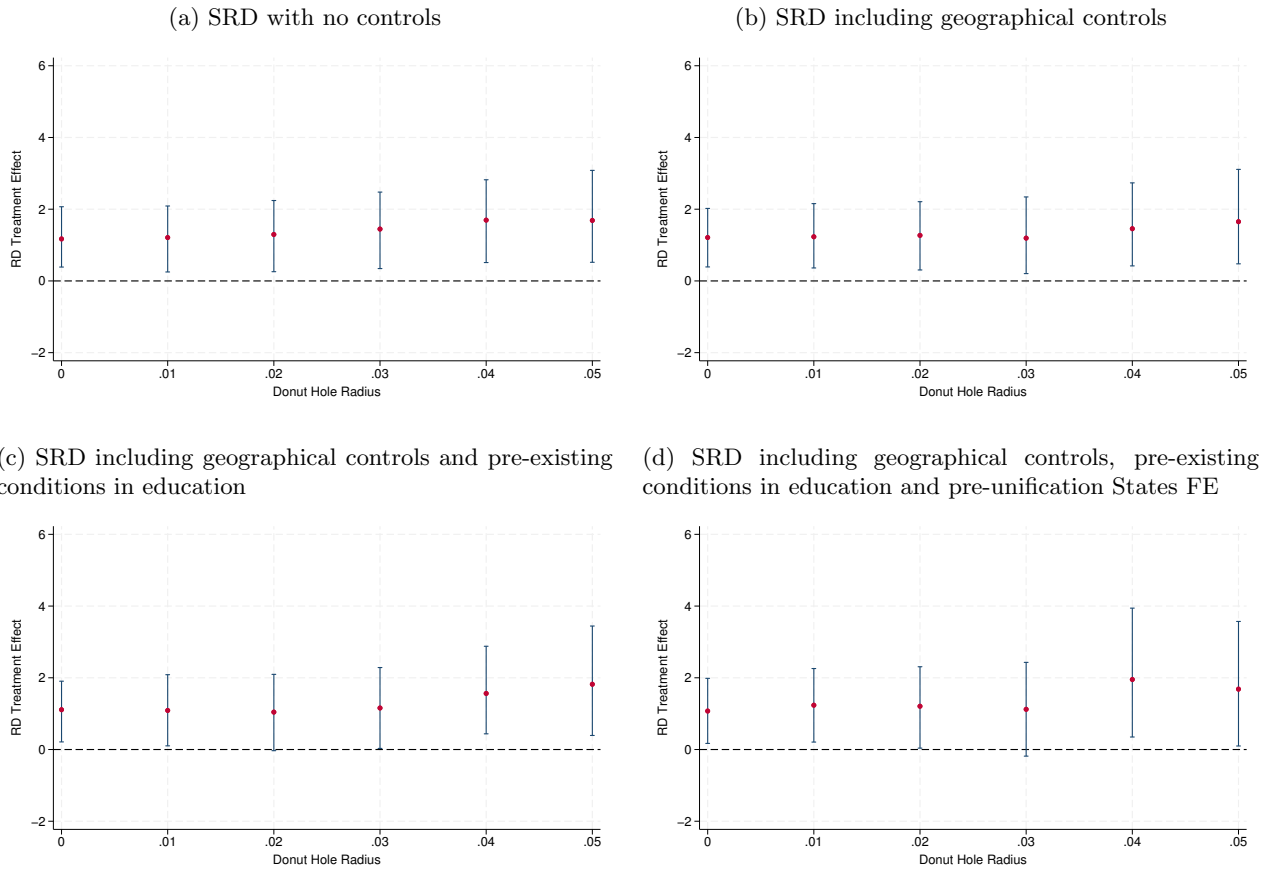 (a) SRD with no controls
6
4
2
0
−2
RD Treatment Effect
0 .01 .02 .03 .04 .05
Donut Hole Radius
(b) SRD including geographical controls
6
4
2
0
−2
RD Treatment Effect
0 .01 .02 .03 .04 .05
Donut Hole Radius
(c) SRD including geographical controls and pre-existing
conditions in education
6
4
2
0
−2
RD Treatment Effect
0 .01 .02 .03 .04 .05
Donut Hole Radius
(d) SRD including geographical controls, pre-existing
conditions in education and pre-unification States FE
6
4
2
0
−2
RD Treatment Effect
0 .01 .02 .03 .04 .05
Donut Hole Radius